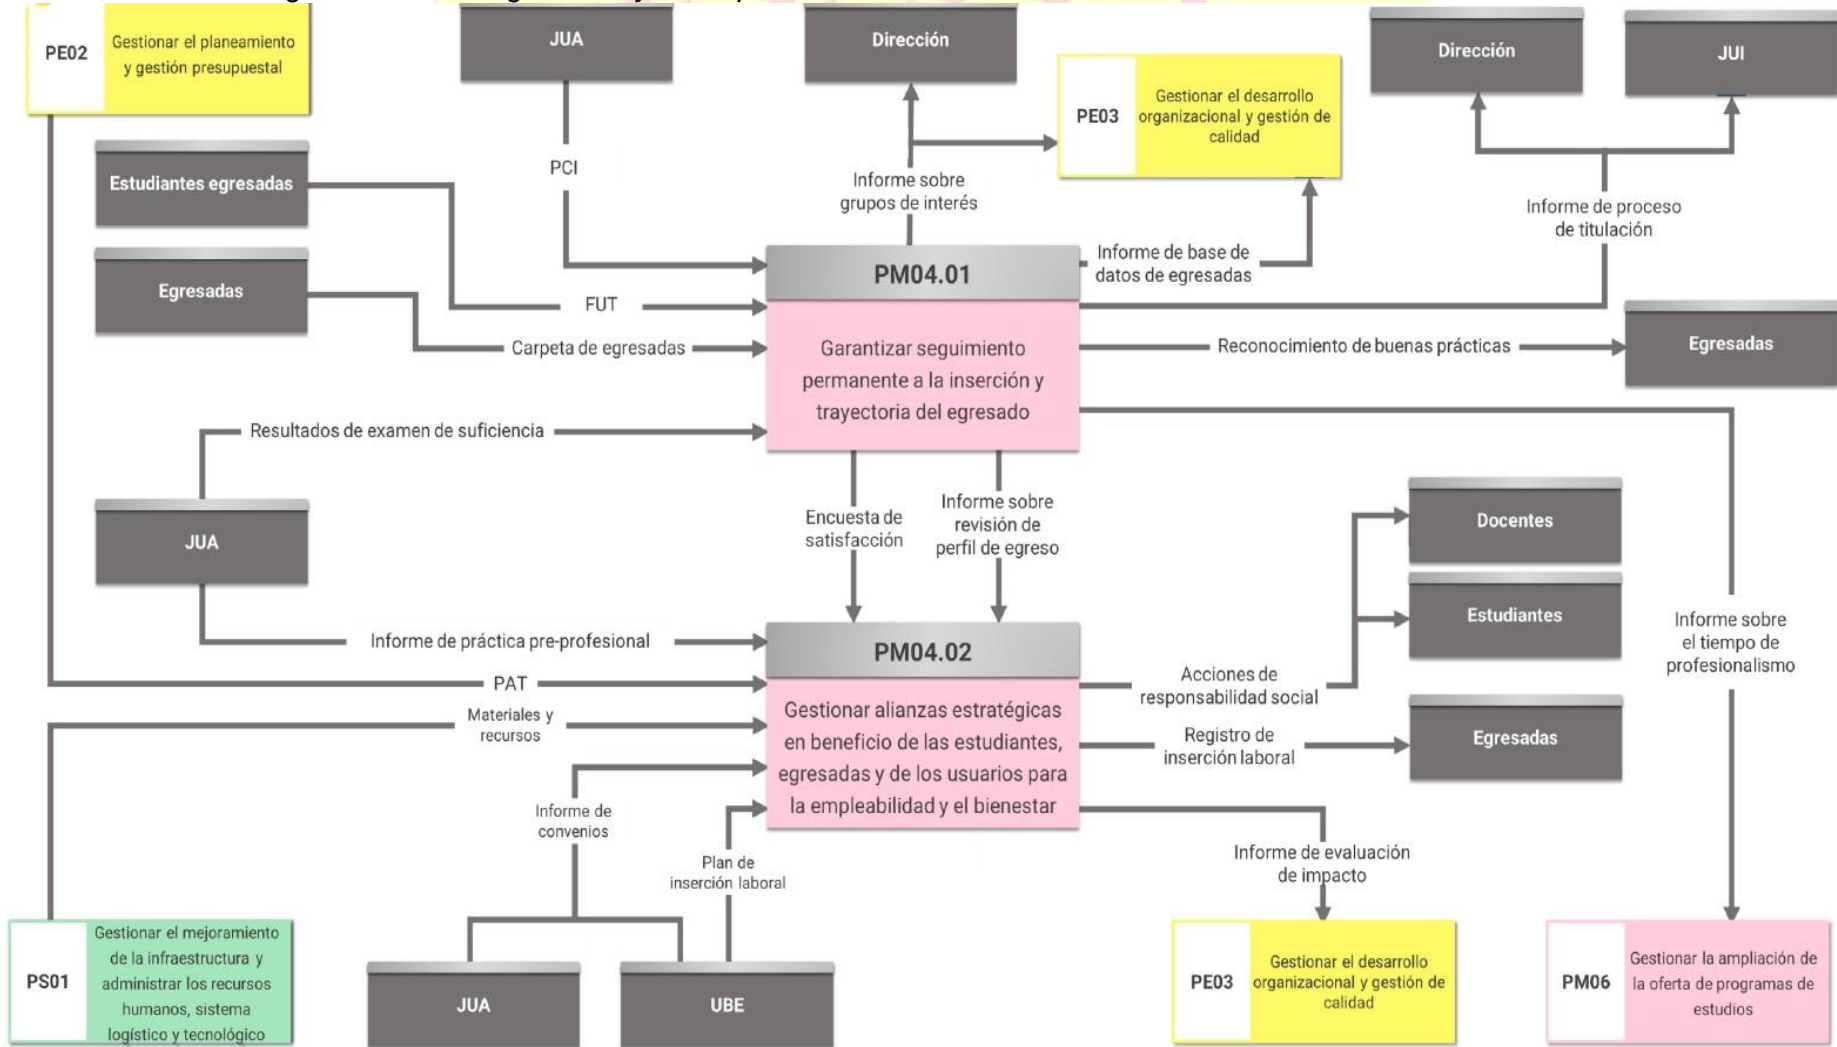 PE02
Gestionar el planeamiento
y gestión presupuestal
JUA
Dirección
Dirección
JUI
PE03
Gestionar el desarrollo
organizacional y gestión de
calidad
PCI
Estudiantes egresadas
Informe sobre
grupos de interés
Informe de proceso
de titulación
Informe de base de
datos de egresadas
PM04.01
Egresadas
FUT
Carpeta de egresadas
Garantizar seguimiento
permanente a la inserción y
trayectoria del egresado
Reconocimiento de buenas prácticas
Egresadas
Resultados de examen de suficiencia
JUA
Encuesta de
satisfacción
Informe sobre
revisión de
perfil de egreso
Docentes
Estudiantes
Informe sobre
el tiempo de
profesionalismo
Informe de práctica pre-profesional
PM04.02
PAT
Materiales y
recursos
Gestionar alianzas estratégicas
en beneficio de las estudiantes,
egresadas y de los usuarios para
la empleabilidad y el bienestar
Acciones de
responsabilidad social
Registro de
inserción laboral
Egresadas
Informe de
convenios
Plan de
inserción laboral
Informe de evaluación
de impacto
PS01
Gestionar el mejoramiento
de la infraestructura y
administrar los recursos
humanos, sistema
logístico y tecnológico
JUA
UBE
PE03
Gestionar el desarrollo
organizacional y gestión de
calidad
PM06
Gestionar la ampliación de
la oferta de programas de
estudios